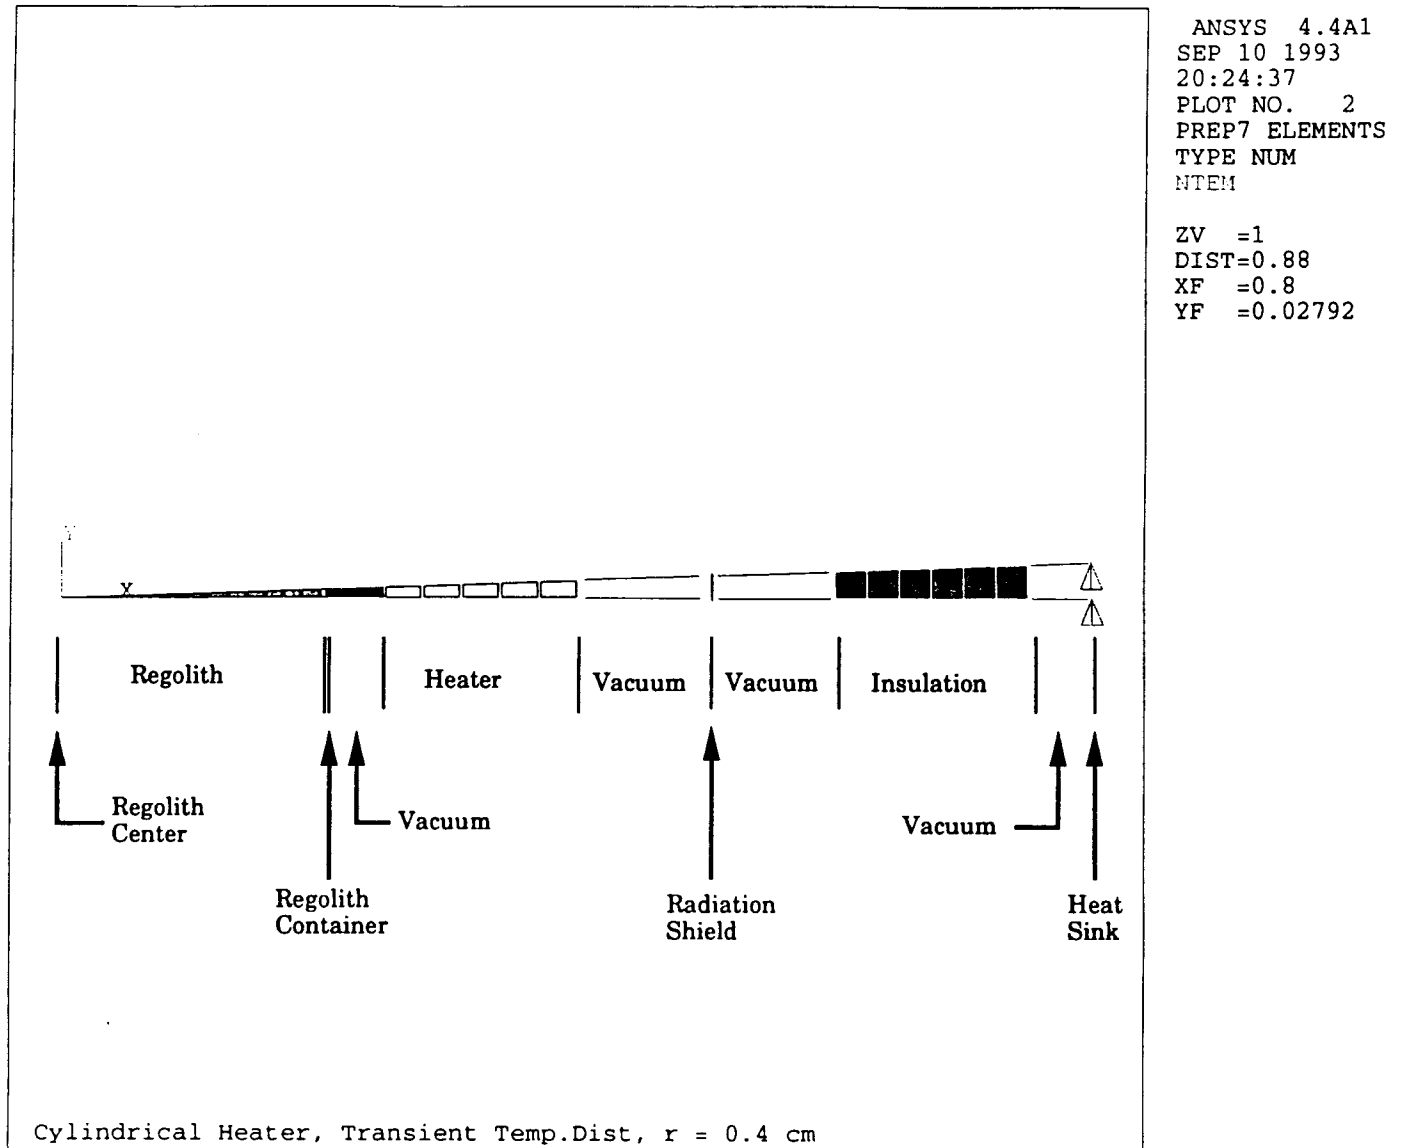 ANSYS 4.4A1
SEP 10 1993
20:24:37
PLOT NO. 2
PREP7 ELEMENTS
TYPE NUM
NTEM
ZV =1
DIST=0.88
XF =0.8
YF =0.02792
Y
X
Regolith
Heater
Vacuum
Vacuum
Insulation
Regolith
Center
Vacuum
Vacuum
Regolith
Container
Radiation
Shield
Heat
Sink
Cylindrical Heater, Transient Temp.Dist, r = 0.4 cm